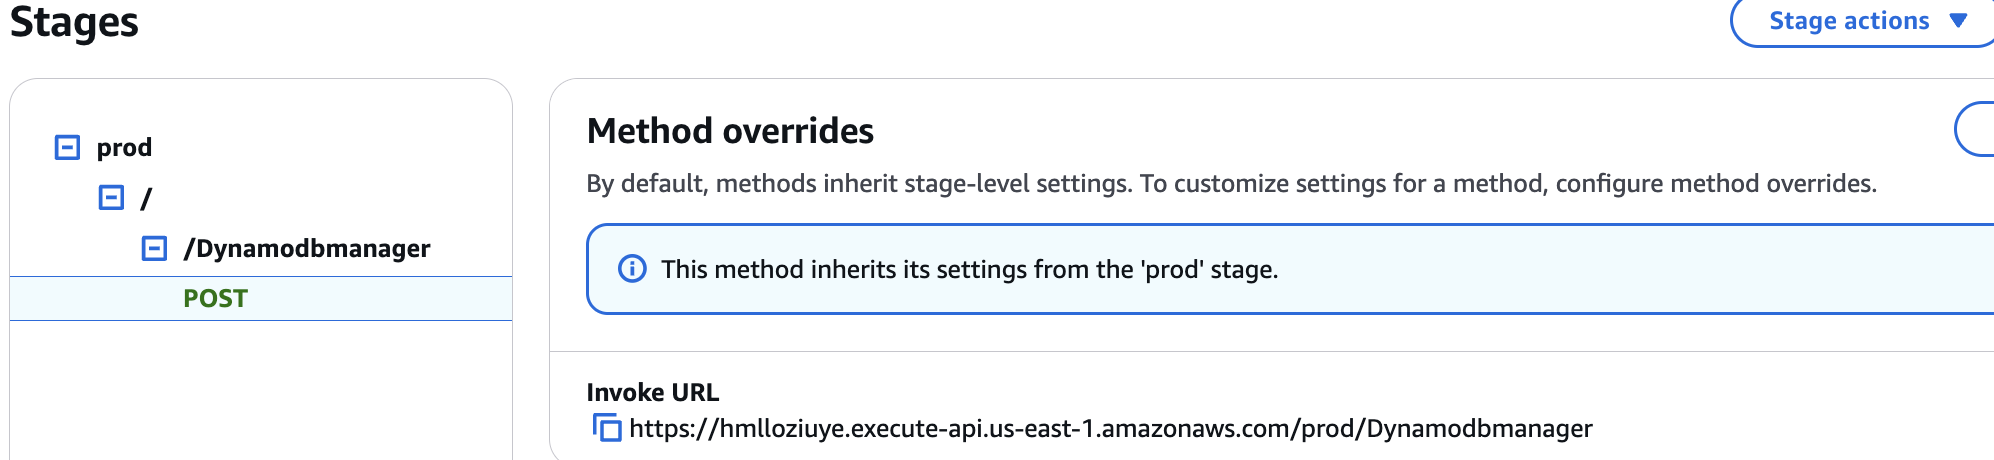 Stages
Stage actions
prod
/
/Dynamodbmanager
POST
Method overrides
By default, methods inherit stage-level settings. To customize settings for a method, configure method overrides.
This method inherits its settings from the 'prod' stage.
Invoke URL
https://hmlloziuye.execute-api.us-east-1.amazonaws.com/prod/Dynamodbmanager